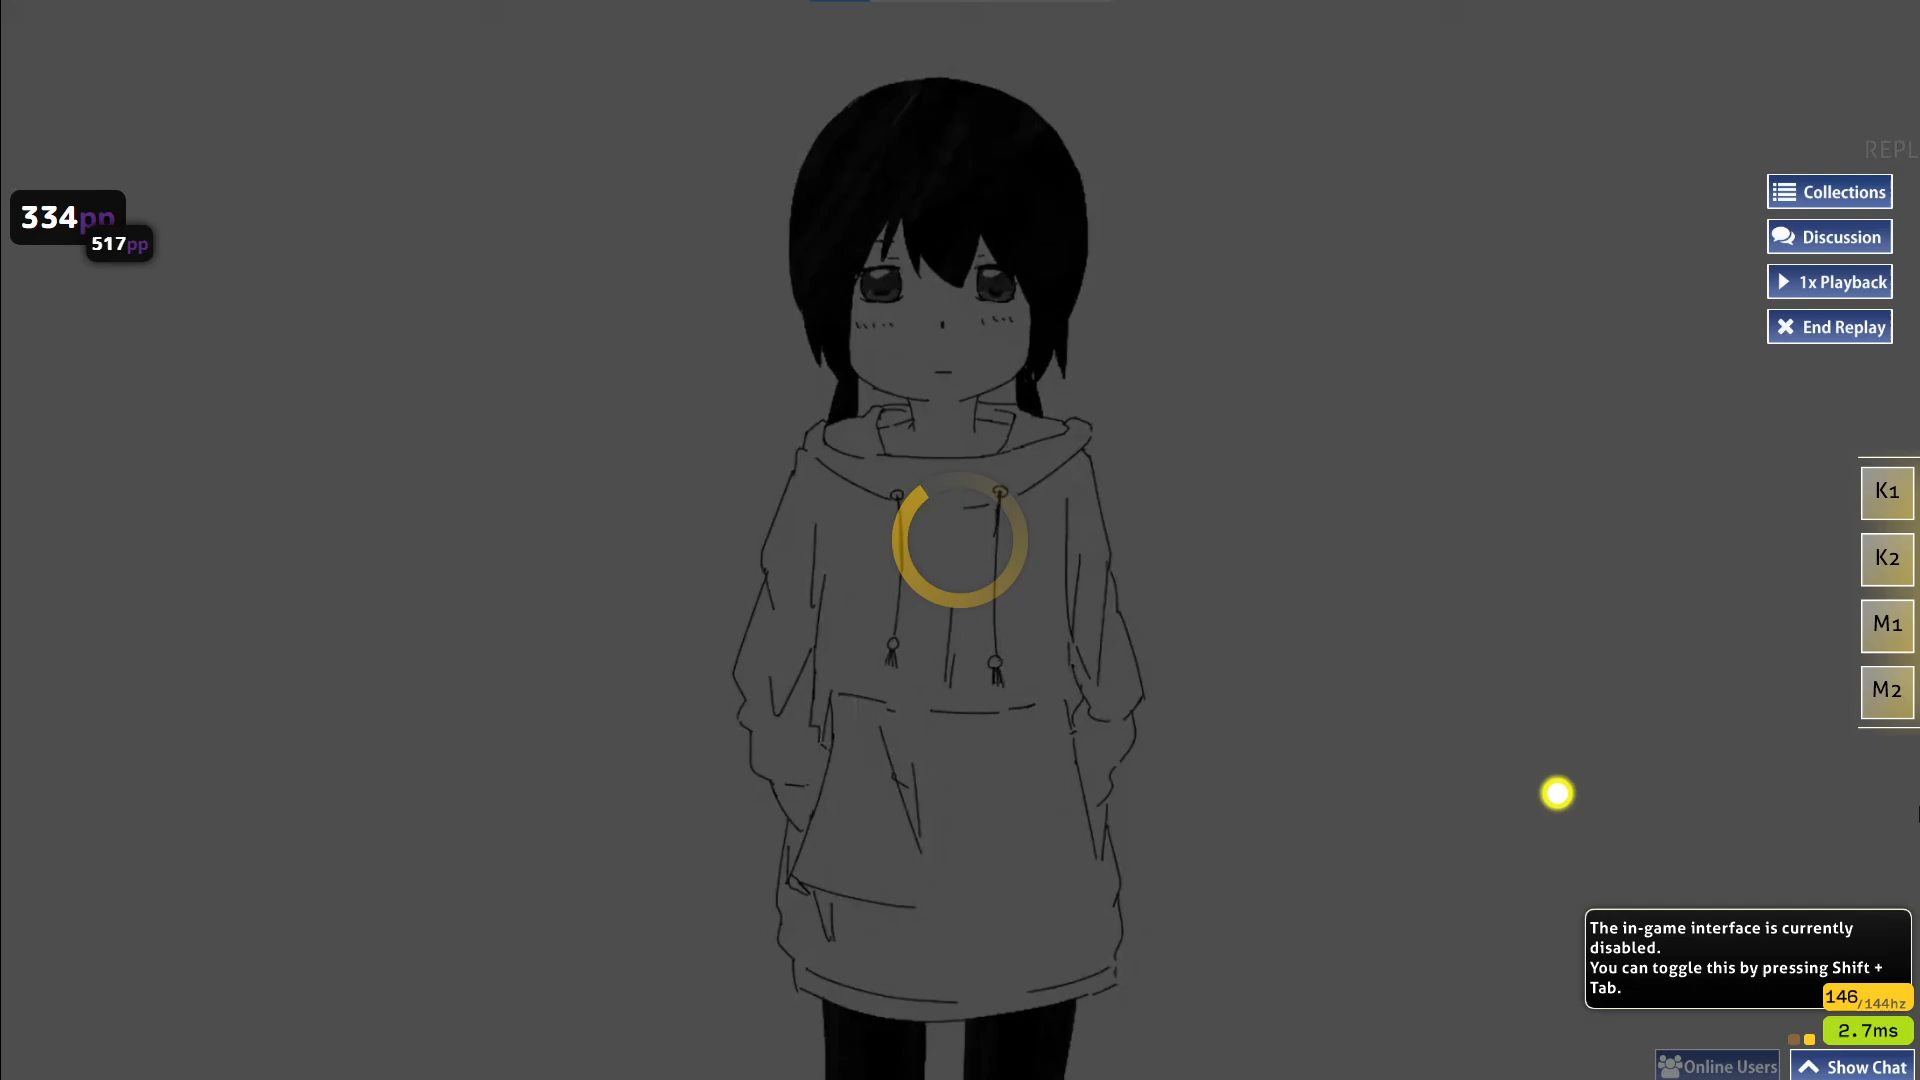 REPL
Collections
334pp
Discussion
517pp
1x Playback
End Replay
K1
K2
M1
M2
The in-game interface is currently
disabled.
You can toggle this by pressing Shift +
Tab.
146/144hz
2.7ms
Online Users
Show Chat